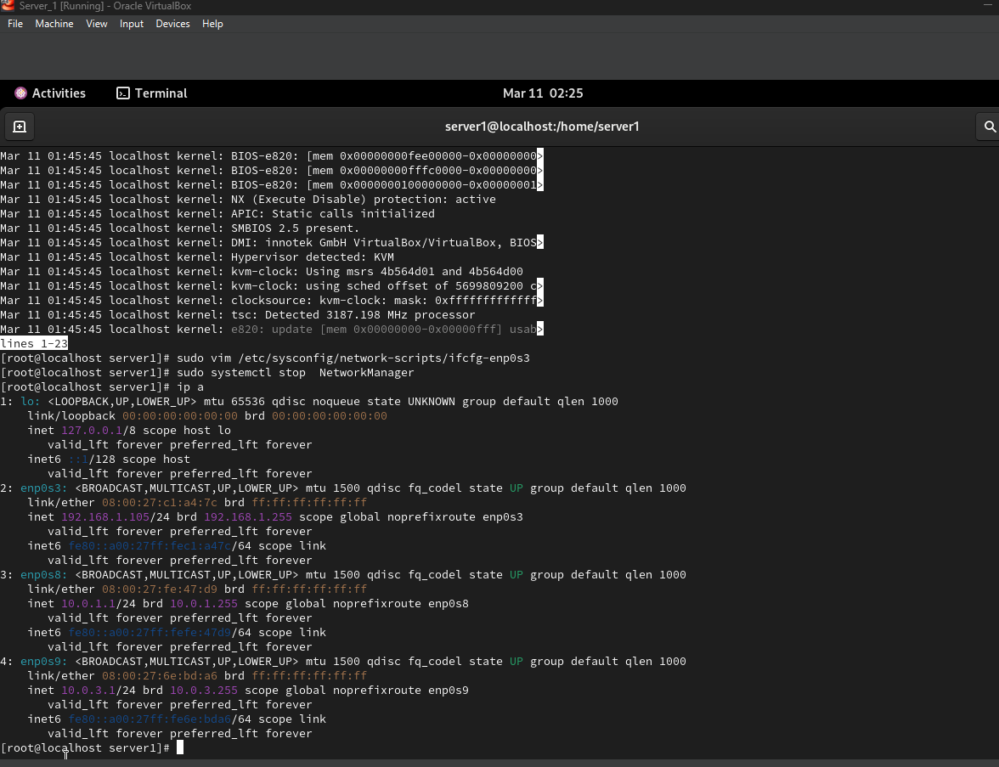 Server_1 [Running] - Oracle VirtualBox
File Machine View Input Devices Help
Activities Terminal Mar 11 02:25
server1@localhost:/home/server1
Mar 11 01:45:45 localhost kernel: BIOS-e820: [mem 0x00000000fee00000-0x00000000>
Mar 11 01:45:45 localhost kernel: BIOS-e820: [mem 0x00000000fffc0000-0x00000000>
Mar 11 01:45:45 localhost kernel: BIOS-e820: [mem 0x0000000100000000-0x00000001>
Mar 11 01:45:45 localhost kernel: NX (Execute Disable) protection: active
Mar 11 01:45:45 localhost kernel: APIC: Static calls initialized
Mar 11 01:45:45 localhost kernel: SMBIOS 2.5 present.
Mar 11 01:45:45 localhost kernel: DMI: innotek GmbH VirtualBox/VirtualBox, BIOS>
Mar 11 01:45:45 localhost kernel: Hypervisor detected: KVM
Mar 11 01:45:45 localhost kernel: kvm-clock: Using msrs 4b564d01 and 4b564d00
Mar 11 01:45:45 localhost kernel: kvm-clock: using sched offset of 5699809200 c>
Mar 11 01:45:45 localhost kernel: clocksource: kvm-clock: mask: 0xfffffffffffff>
Mar 11 01:45:45 localhost kernel: tsc: Detected 3187.198 MHz processor
Mar 11 01:45:45 localhost kernel: e820: update [mem 0x00000000-0x00000fff] usab>
lines 1-23
[root@localhost server1]# sudo vim /etc/sysconfig/network-scripts/ifcfg-enp0s3
[root@localhost server1]# sudo systemctl stop  NetworkManager
[root@localhost server1]# ip a
1: lo: <LOOPBACK,UP,LOWER_UP> mtu 65536 qdisc noqueue state UNKNOWN group default qlen 1000
    link/loopback 00:00:00:00:00:00 brd 00:00:00:00:00:00
    inet 127.0.0.1/8 scope host lo
       valid_lft forever preferred_lft forever
    inet6 ::1/128 scope host
       valid_lft forever preferred_lft forever
2: enp0s3: <BROADCAST,MULTICAST,UP,LOWER_UP> mtu 1500 qdisc fq_codel state UP group default qlen 1000
    link/ether 08:00:27:c1:a4:7c brd ff:ff:ff:ff:ff:ff
    inet 192.168.1.105/24 brd 192.168.1.255 scope global noprefixroute enp0s3
       valid_lft forever preferred_lft forever
    inet6 fe80::a00:27ff:fec1:a47c/64 scope link
       valid_lft forever preferred_lft forever
3: enp0s8: <BROADCAST,MULTICAST,UP,LOWER_UP> mtu 1500 qdisc fq_codel state UP group default qlen 1000
    link/ether 08:00:27:fe:47:d9 brd ff:ff:ff:ff:ff:ff
    inet 10.0.1.1/24 brd 10.0.1.255 scope global noprefixroute enp0s8
       valid_lft forever preferred_lft forever
    inet6 fe80::a00:27ff:fefe:47d9/64 scope link
       valid_lft forever preferred_lft forever
4: enp0s9: <BROADCAST,MULTICAST,UP,LOWER_UP> mtu 1500 qdisc fq_codel state UP group default qlen 1000
    link/ether 08:00:27:6e:bd:a6 brd ff:ff:ff:ff:ff:ff
    inet 10.0.3.1/24 brd 10.0.3.255 scope global noprefixroute enp0s9
       valid_lft forever preferred_lft forever
    inet6 fe80::a00:27ff:fe6e:bda6/64 scope link
       valid_lft forever preferred_lft forever
[root@localhost server1]#